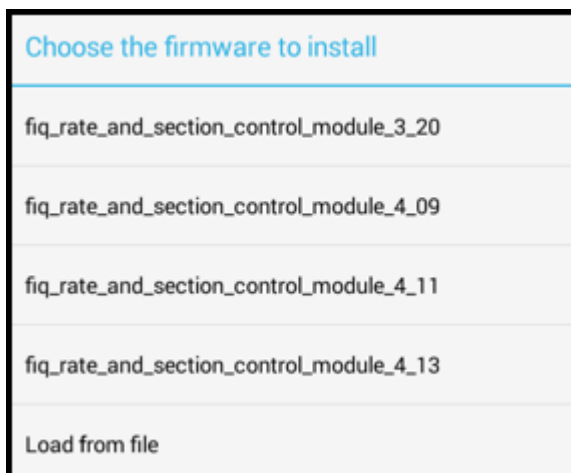 Choose the firmware to install
fiq_rate_and_section_control_module_3_20
fiq_rate_and_section_control_module_4_09
fiq_rate_and_section_control_module_4_11
fiq_rate_and_section_control_module_4_13
Load from file